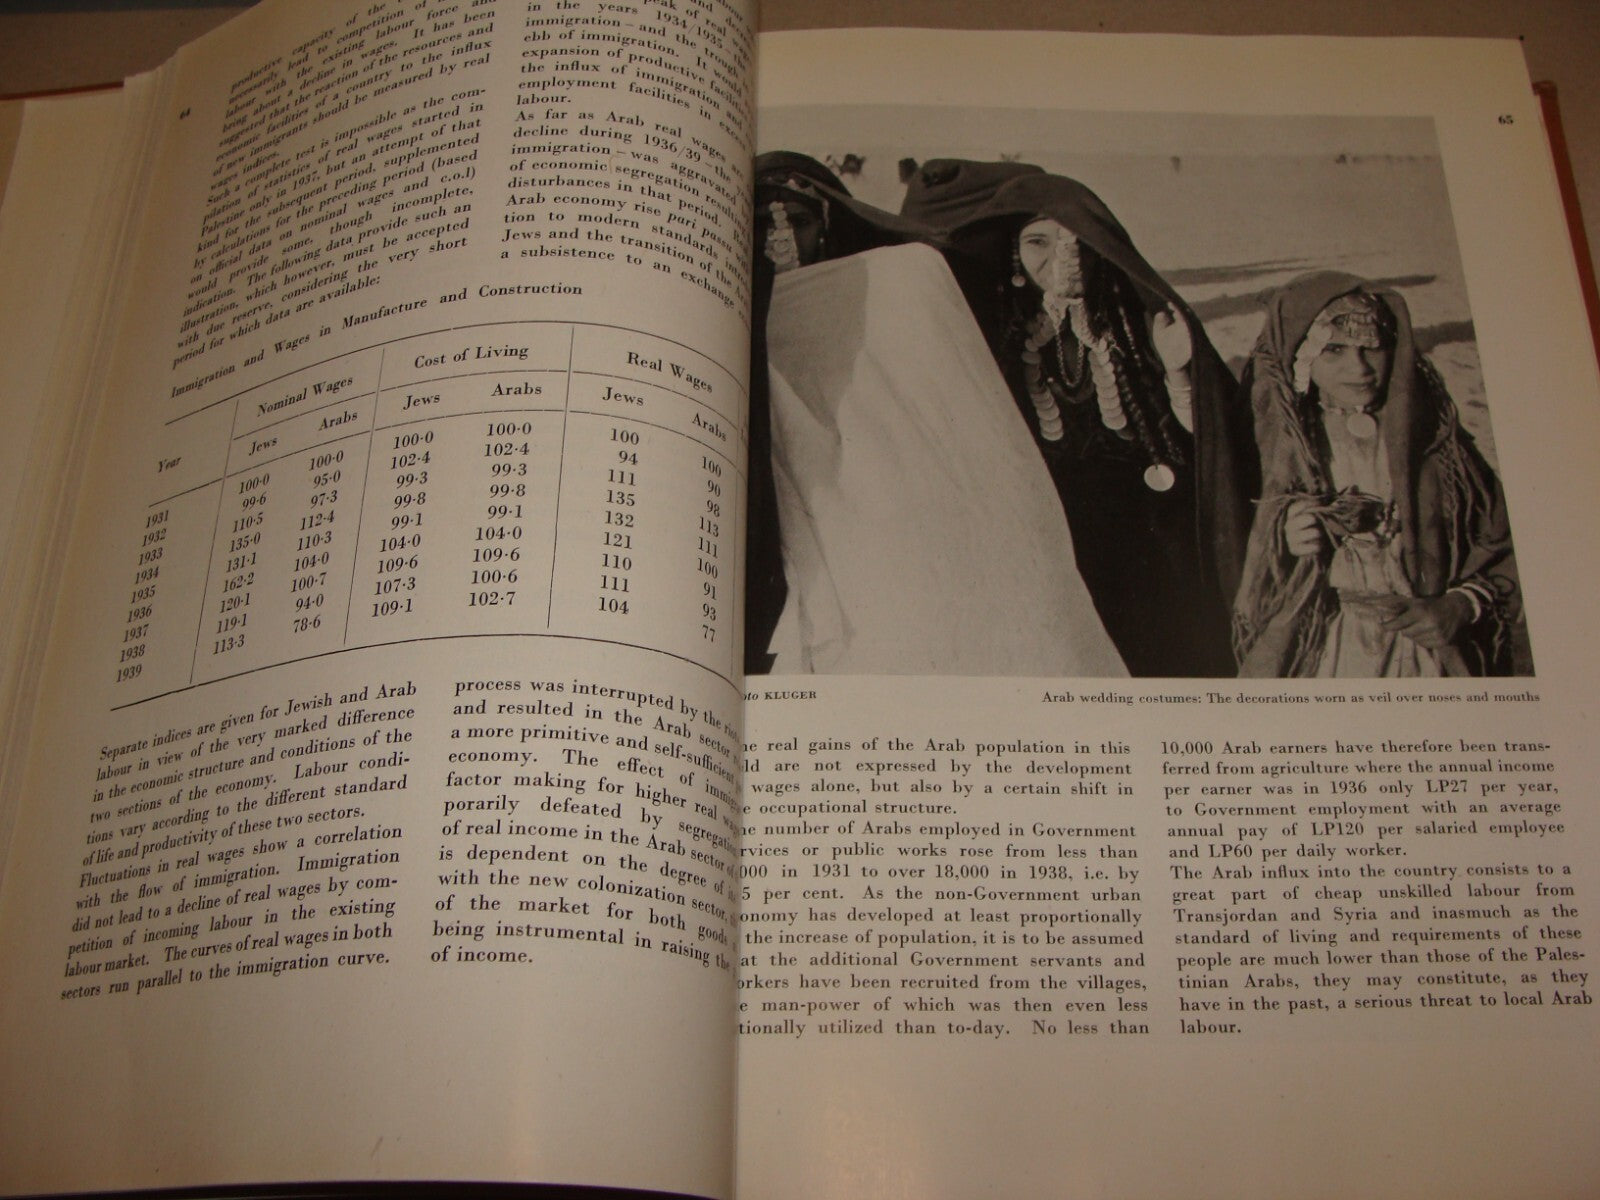 64
productive capacity of the
necessarily lead to competition of
labour with the existing labour force and
bring about a decline in wages. It has been
suggested that the reaction of the resources and
economic facilities of a country to the influx
of new immigrants should be measured by real
wages indices.
Such a complete test is impossible as the com-
pilation of statistics of real wages started in
Palestine only in 1937, but an attempt of that
kind for the subsequent period, supplemented
by calculations for the preceding period (based
on official data on nominal wages and c.o.l)
would provide some, though incomplete,
indication. The following data provide such an
illustration, which however, must be accepted
with due reserve, considering the very short
period for which data are available:
peak of real
in the years 1934/1935
immigration – and the trough
ebb of immigration. It would
expansion of productive facilities
the influx of immigration and
employment facilities in excess
labour.
As far as Arab real wages are
decline during 1936/39
immigration – was aggravated
of economic segregation resulting
disturbances in that period.
Arab economy rise pari passu with
tion to modern standards
Jews and the transition of the
a subsistence to an exchange
Immigration and Wages in Manufacture and Construction
Year Nominal Wages Cost of Living Real Wages
Jews Arabs Jews Arabs Jews Arabs
1931 100·0 100·0 100·0 100·0 100 100
1932 99·6 95·0 102·4 102·4 94 90
1933 110·5 97·3 99·3 99·3 111 98
1934 135·0 112·4 99·8 99·8 135 113
1935 131·1 110·3 99·1 99·1 132 111
1936 162·2 104·0 104·0 104·0 121 100
1937 120·1 100·7 109·6 109·6 110 91
1938 119·1 94·0 107·3 100·6 111 93
1939 113·3 78·6 109·1 102·7 104 77
Separate indices are given for Jewish and Arab
labour in view of the very marked difference
in the economic structure and conditions of the
two sections of the economy. Labour condi-
tions vary according to the different standard
of life and productivity of these two sectors.
Fluctuations in real wages show a correlation
with the flow of immigration. Immigration
did not lead to a decline of real wages by com-
petition of incoming labour in the existing
labour market. The curves of real wages in both
sectors run parallel to the immigration curve.
process was interrupted by the
and resulted in the Arab sector
a more primitive and self-sufficient
economy. The effect of
factor making for higher real
porarily defeated by segregation
of real income in the Arab sector
is dependent on the degree of
with the new colonization sector,
of the market for both goods
being instrumental in raising the
of income.
65
KLUGER
Arab wedding costumes: The decorations worn as veil over noses and mouths
real gains of the Arab population in this
are not expressed by the development
wages alone, but also by a certain shift in
occupational structure.
number of Arabs employed in Government
or public works rose from less than
000 in 1931 to over 18,000 in 1938, i.e. by
5 per cent. As the non-Government urban
has developed at least proportionally
the increase of population, it is to be assumed
the additional Government servants and
have been recruited from the villages,
man-power of which was then even less
utilized than to-day. No less than
10,000 Arab earners have therefore been trans-
ferred from agriculture where the annual income
per earner was in 1936 only LP27 per year,
to Government employment with an average
annual pay of LP120 per salaried employee
and LP60 per daily worker.
The Arab influx into the country consists to a
great part of cheap unskilled labour from
Transjordan and Syria and inasmuch as the
standard of living and requirements of these
people are much lower than those of the Pales-
tinian Arabs, they may constitute, as they
have in the past, a serious threat to local Arab
labour.